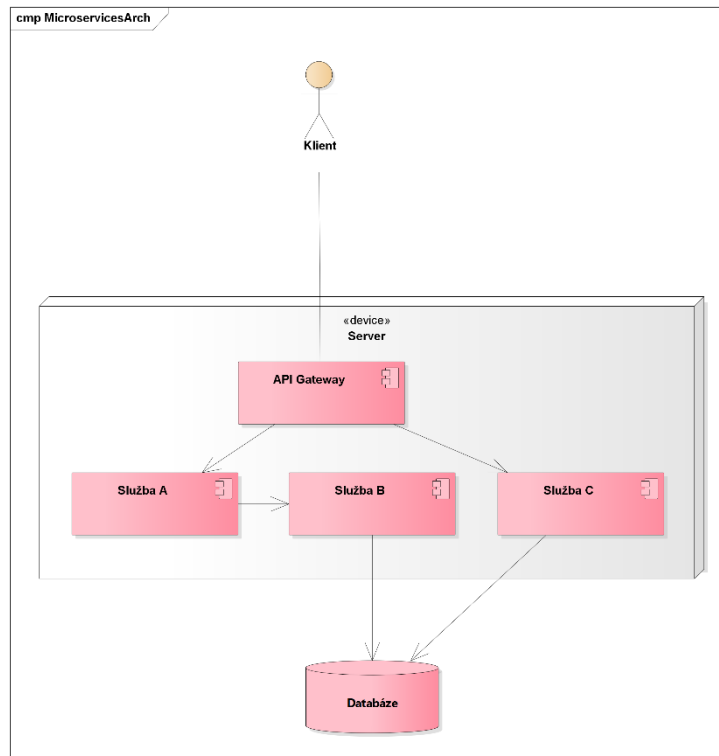 cmp MicroservicesArch
Klient
«device»
Server
API Gateway
Služba A
Služba B
Služba C
Databáze